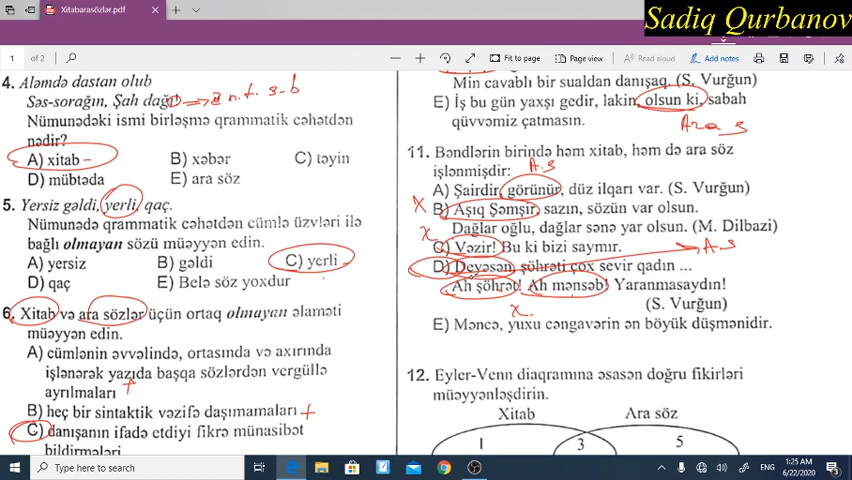 Xitabarasözlər.pdf
Sadiq Qurbanov
1 of 2
Fit to page
Page view
Read aloud
Add notes
4. Aləmdə dastan olub
Səs-sorağın, Şah dağı
Nümunədəki ismi birləşmə qrammatik cəhətdən
nədir?
A) xitab
B) xəbər
C) təyin
D) mübtəda
E) ara söz
5. Yersiz gəldi, yerli, qaç.
Nümunədə qrammatik cəhətdən cümlə üzvləri ilə
bağlı olmayan sözü müəyyən edin.
A) yersiz
B) gəldi
C) yerli
D) qaç
E) Belə söz yoxdur
6. Xitab və ara sözlər üçün ortaq olmayan əlaməti
müəyyən edin.
A) cümlənin əvvəlində, ortasında və axırında
işlənərək yazıda başqa sözlərdən vergüllə
ayrılmaları +
B) heç bir sintaktik vəzifə daşımamaları +
C) danışanın ifadə etdiyi fikrə münasibət
bildirmələri
Min cavablı bir sualdan danışaq. (S. Vurğun)
E) İş bu gün yaxşı gedir, lakin, olsun ki, sabah
qüvvəmiz çatmasın.
Ara s
11. Bəndlərin birində həm xitab, həm də ara söz
işlənmişdir:
A.s
A) Şairdir, görünür, düz ilqarı var. (S. Vurğun)
x B) Aşıq Şəmşir, sazın, sözün var olsun.
Dağlar oğlu, dağlar sənə yar olsun. (M. Dilbazi)
x C) Vəzir! Bu ki bizi saymır.
A.s
D) Deyəsən, şöhrəti çox sevir qadın ...
Ah şöhrət! Ah mənsəb! Yaranmasaydın!
(S. Vurğun)
x
E) Məncə, yuxu cəngavərin ən böyük düşmənidir.
12. Eyler-Venn diaqramına əsasən doğru fikirləri
müəyyənləşdirin.
Xitab
Ara söz
1
3
5
Type here to search
ENG
1:25 AM
6/22/2020